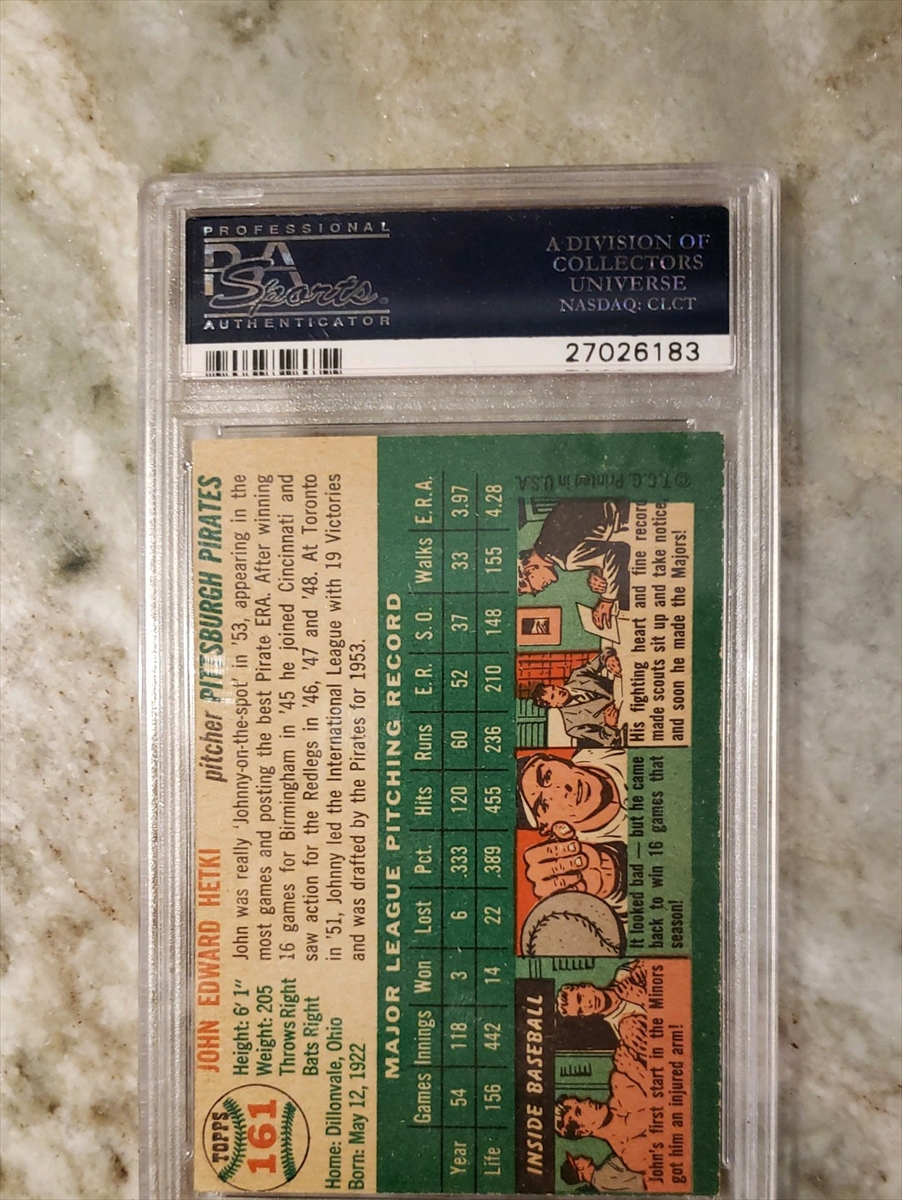 PROFESSIONAL
PSA
Sports.
AUTHENTICATOR
A DIVISION OF
COLLECTORS
UNIVERSE
NASDAQ: CLCT
27026183
TOPPS
161
JOHN EDWARD HETKI
pitcher PITTSBURGH PIRATES
Height: 6' 1"
Weight: 205
Throws Right
Bats Right
Home: Dillonvale, Ohio
Born: May 12, 1922
John was really 'Johnny-on-the-spot' in '53, appearing in the
most games and posting the best Pirate ERA. After winning
16 games for Birmingham in '45 he joined Cincinnati and
saw action for the Redlegs in '46, '47 and '48. At Toronto
in '51, Johnny led the International League with 19 Victories
and was drafted by the Pirates for 1953.
MAJOR LEAGUE PITCHING RECORD
Games Innings Won Lost Pct. Hits Runs E.R. S.O. Walks E.R.A.
Year 54 118 3 6 .333 120 60 52 37 33 3.97
Life 156 442 14 22 .389 455 236 210 148 155 4.28
INSIDE BASEBALL
John's first start in the Minors
got him an injured arm!
It looked bad — but he came
back to win 16 games that
season!
His fighting heart and fine record
made scouts sit up and take notice,
and soon he made the Majors!
© T.C.G. Printed in U.S.A.